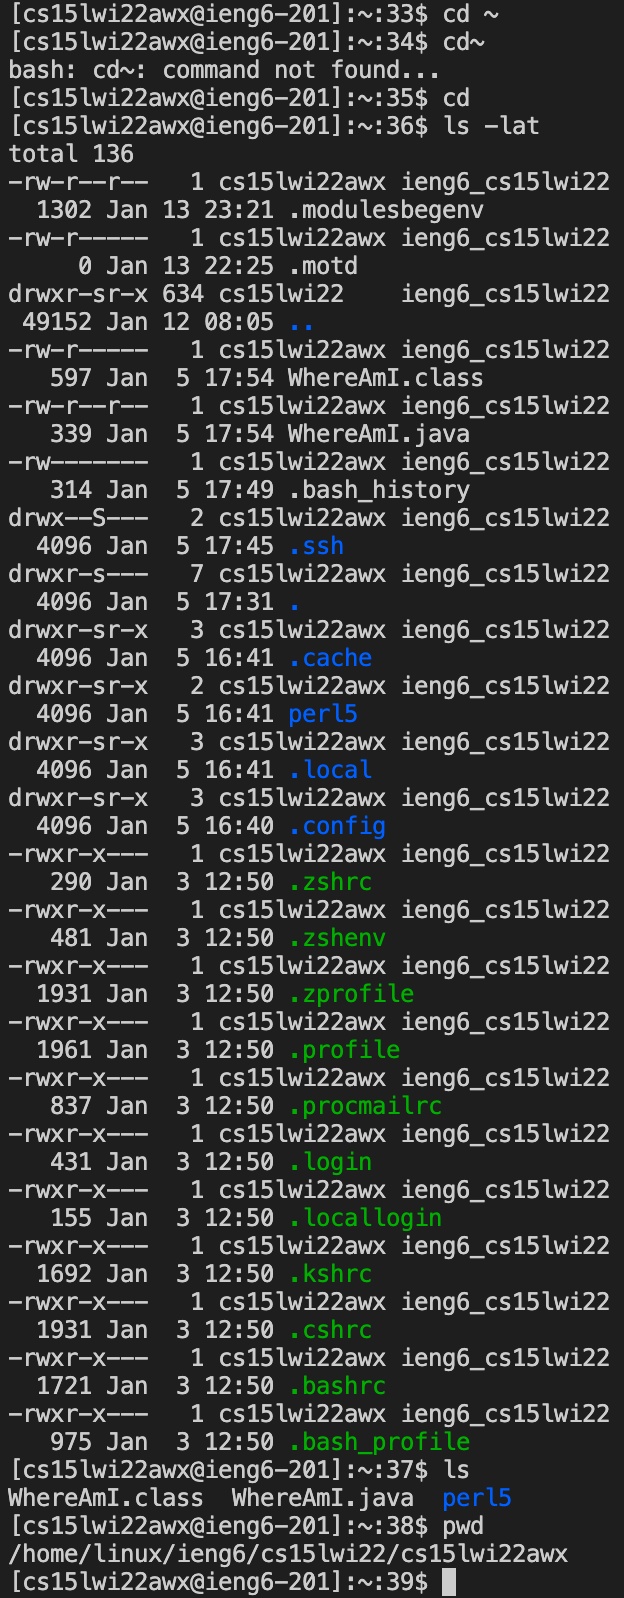 [cs15lwi22awx@ieng6-201]:~:33$ cd ~
[cs15lwi22awx@ieng6-201]:~:34$ cd~
bash: cd~: command not found...
[cs15lwi22awx@ieng6-201]:~:35$ cd
[cs15lwi22awx@ieng6-201]:~:36$ ls -lat
total 136
-rw-r--r--   1 cs15lwi22awx ieng6_cs15lwi22
  1302 Jan 13 23:21 .modulesbegenv
-rw-r-----   1 cs15lwi22awx ieng6_cs15lwi22
     0 Jan 13 22:25 .motd
drwxr-sr-x 634 cs15lwi22    ieng6_cs15lwi22
 49152 Jan 12 08:05 ..
-rw-r-----   1 cs15lwi22awx ieng6_cs15lwi22
   597 Jan  5 17:54 WhereAmI.class
-rw-r--r--   1 cs15lwi22awx ieng6_cs15lwi22
   339 Jan  5 17:54 WhereAmI.java
-rw-------   1 cs15lwi22awx ieng6_cs15lwi22
   314 Jan  5 17:49 .bash_history
drwx--S---   2 cs15lwi22awx ieng6_cs15lwi22
  4096 Jan  5 17:45 .ssh
drwxr-s---   7 cs15lwi22awx ieng6_cs15lwi22
  4096 Jan  5 17:31 .
drwxr-sr-x   3 cs15lwi22awx ieng6_cs15lwi22
  4096 Jan  5 16:41 .cache
drwxr-sr-x   2 cs15lwi22awx ieng6_cs15lwi22
  4096 Jan  5 16:41 perl5
drwxr-sr-x   3 cs15lwi22awx ieng6_cs15lwi22
  4096 Jan  5 16:41 .local
drwxr-sr-x   3 cs15lwi22awx ieng6_cs15lwi22
  4096 Jan  5 16:40 .config
-rwxr-x---   1 cs15lwi22awx ieng6_cs15lwi22
   290 Jan  3 12:50 .zshrc
-rwxr-x---   1 cs15lwi22awx ieng6_cs15lwi22
   481 Jan  3 12:50 .zshenv
-rwxr-x---   1 cs15lwi22awx ieng6_cs15lwi22
  1931 Jan  3 12:50 .zprofile
-rwxr-x---   1 cs15lwi22awx ieng6_cs15lwi22
  1961 Jan  3 12:50 .profile
-rwxr-x---   1 cs15lwi22awx ieng6_cs15lwi22
   837 Jan  3 12:50 .procmailrc
-rwxr-x---   1 cs15lwi22awx ieng6_cs15lwi22
   431 Jan  3 12:50 .login
-rwxr-x---   1 cs15lwi22awx ieng6_cs15lwi22
   155 Jan  3 12:50 .locallogin
-rwxr-x---   1 cs15lwi22awx ieng6_cs15lwi22
  1692 Jan  3 12:50 .kshrc
-rwxr-x---   1 cs15lwi22awx ieng6_cs15lwi22
  1931 Jan  3 12:50 .cshrc
-rwxr-x---   1 cs15lwi22awx ieng6_cs15lwi22
  1721 Jan  3 12:50 .bashrc
-rwxr-x---   1 cs15lwi22awx ieng6_cs15lwi22
   975 Jan  3 12:50 .bash_profile
[cs15lwi22awx@ieng6-201]:~:37$ ls
WhereAmI.class  WhereAmI.java  perl5
[cs15lwi22awx@ieng6-201]:~:38$ pwd
/home/linux/ieng6/cs15lwi22/cs15lwi22awx
[cs15lwi22awx@ieng6-201]:~:39$